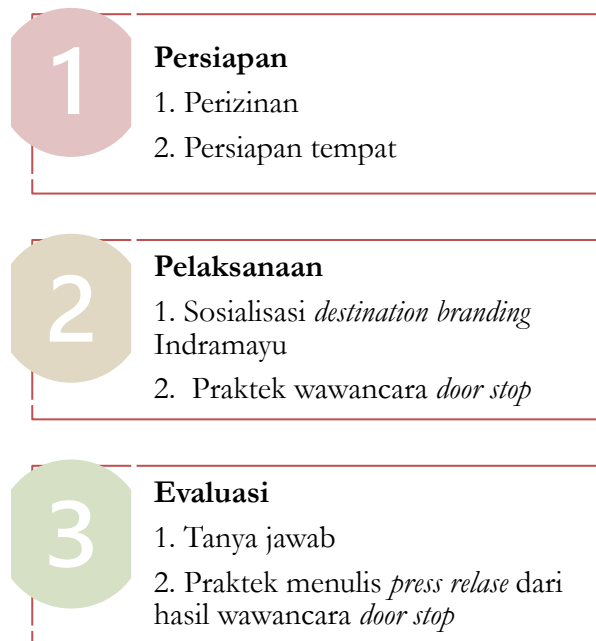 1
Persiapan
1. Perizinan
2. Persiapan tempat
2
Pelaksanaan
1. Sosialisasi destination branding
Indramayu
2. Praktek wawancara door stop
3
Evaluasi
1. Tanya jawab
2. Praktek menulis press relase dari
hasil wawancara door stop